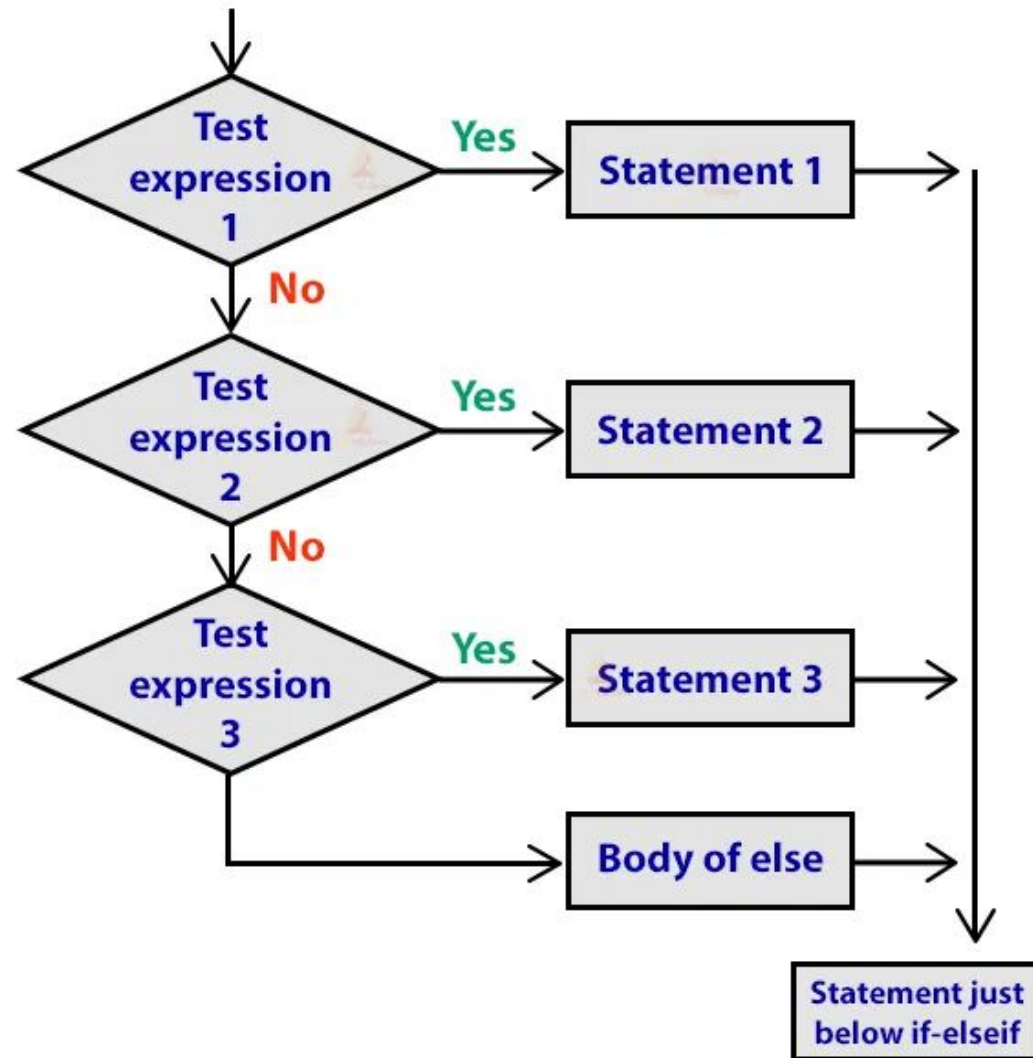 Test
expression
1
Yes
Statement 1
No
Test
expression
2
Yes
Statement 2
No
Test
expression
3
Yes
Statement 3
Body of else
Statement just
below if-elseif